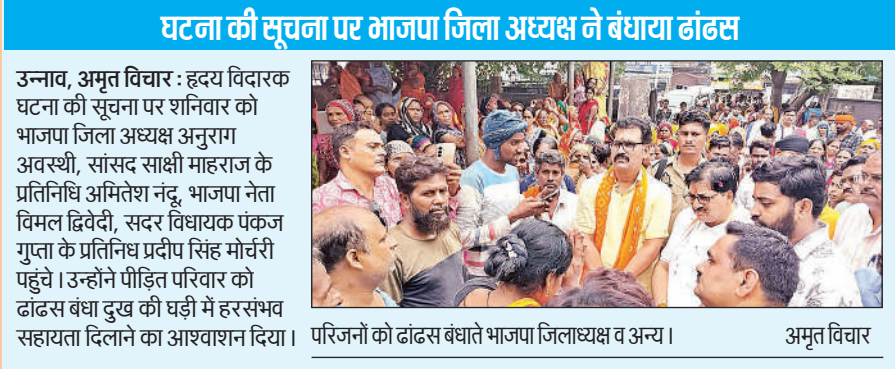 घटना की सूचना पर भाजपा जिला अध्यक्ष ने बंधाया ढांढस
उन्नाव, अमृत विचार : हृदय विदारक
घटना की सूचना पर शनिवार को
भाजपा जिला अध्यक्ष अनुराग
अवस्थी, सांसद साक्षी माहराज के
प्रतिनिधि अमितेश नंदू, भाजपा नेता
विमल द्विवेदी, सदर विधायक पंकज
गुप्ता के प्रतिनिध प्रदीप सिंह मोर्चरी
पहुंचे । उन्होंने पीड़ित परिवार को
ढांढस बंधा दुख की घड़ी में हरसंभव
सहायता दिलाने का आश्वाशन दिया ।
परिजनों को ढांढस बंधाते भाजपा जिलाध्यक्ष व अन्य । अमृत विचार